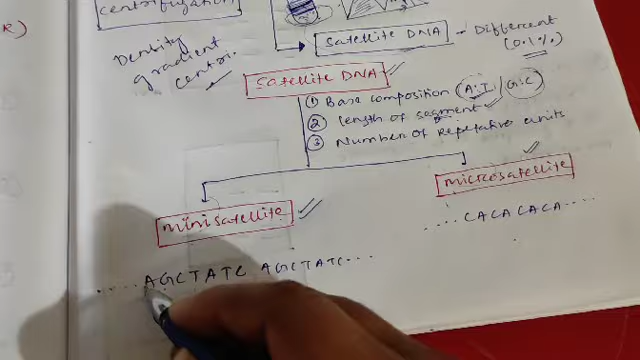 R)
centrifugation
Satellite DNA - Different
(0.1%)
Density
gradient
centri.
Satellite DNA
① Base composition A:T / G:C
② length of segment
③ Number of repetative units
Minisatellite
Microsatellite
.... CACACACA ....
..... AGCTATC AGCTATC...